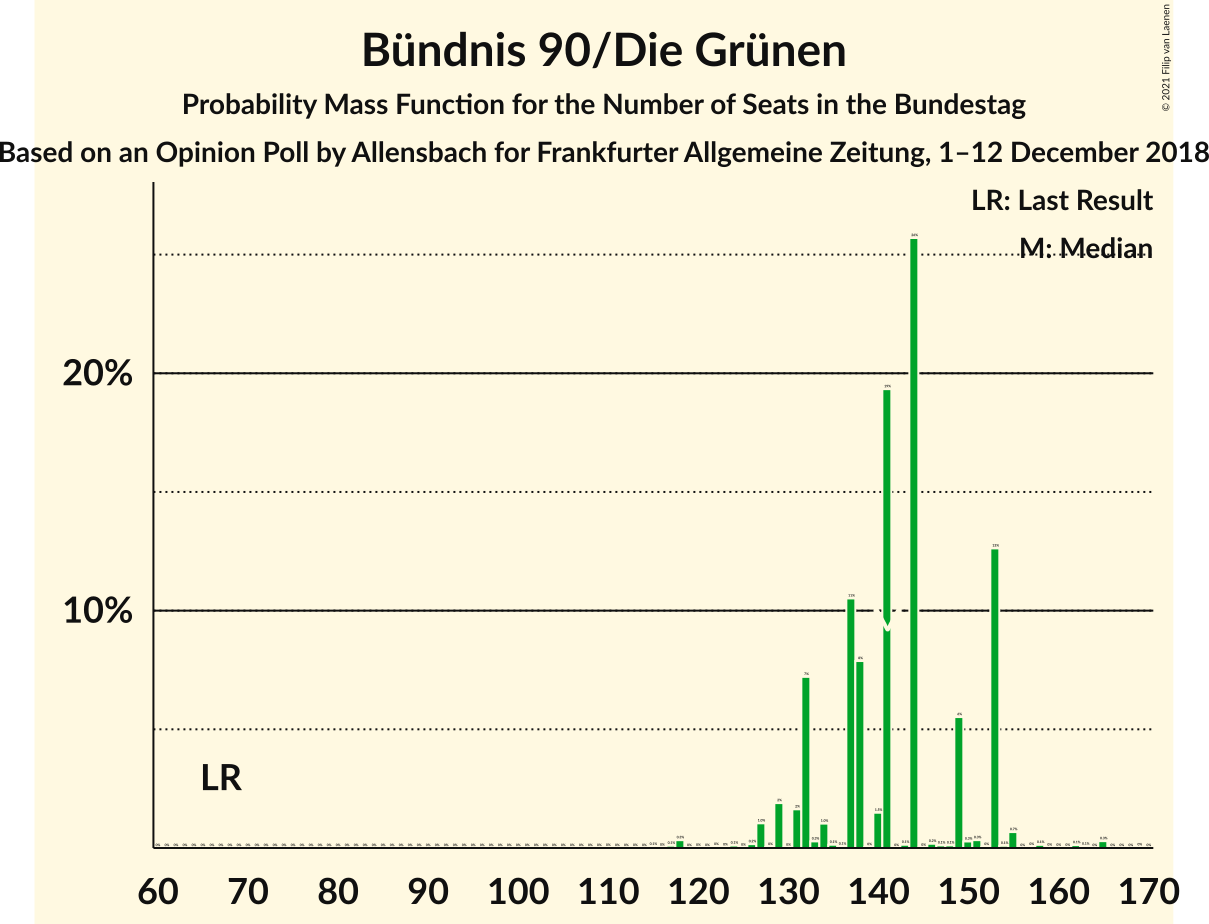 Bündnis 90/Die Grünen
Probability Mass Function for the Number of Seats in the Bundestag
Based on an Opinion Poll by Allensbach for Frankfurter Allgemeine Zeitung, 1–12 December 2018
© 2021 Filip van Laenen
LR: Last Result
M: Median
20%
10%
LR
60 70 80 90 100 110 120 130 140 150 160 170